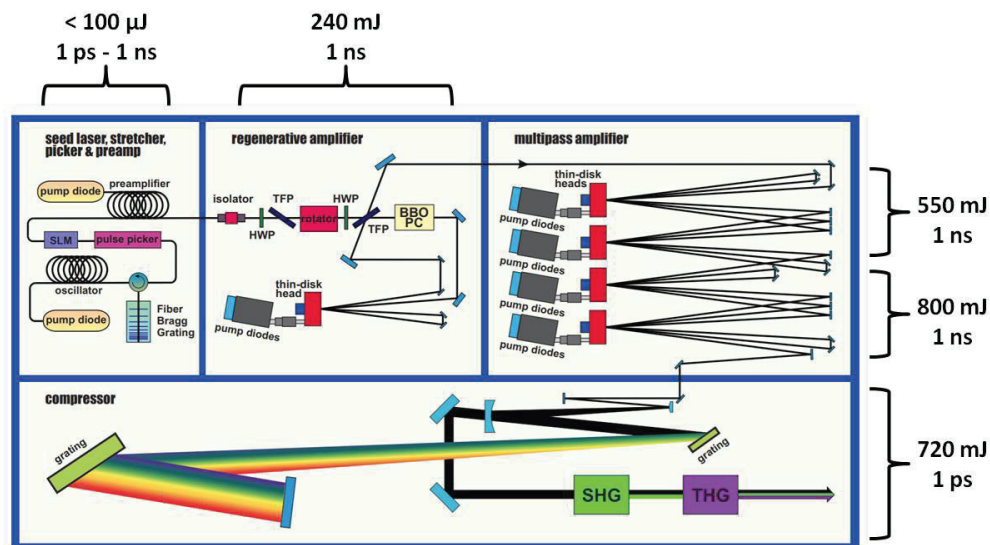 < 100 µJ
1 ps - 1 ns
240 mJ
1 ns
seed laser, stretcher,
picker & preamp
pump diode
preamplifier
SLM
pulse picker
oscillator
pump diode
Fiber
Bragg
Grating
regenerative amplifier
isolator
HWP
TFP
rotator
HWP
TFP
BBO
PC
thin-disk
head
pump diodes
multipass amplifier
thin-disk
heads
pump diodes
pump diodes
pump diodes
pump diodes
550 mJ
1 ns
800 mJ
1 ns
compressor
grating
grating
SHG
THG
720 mJ
1 ps